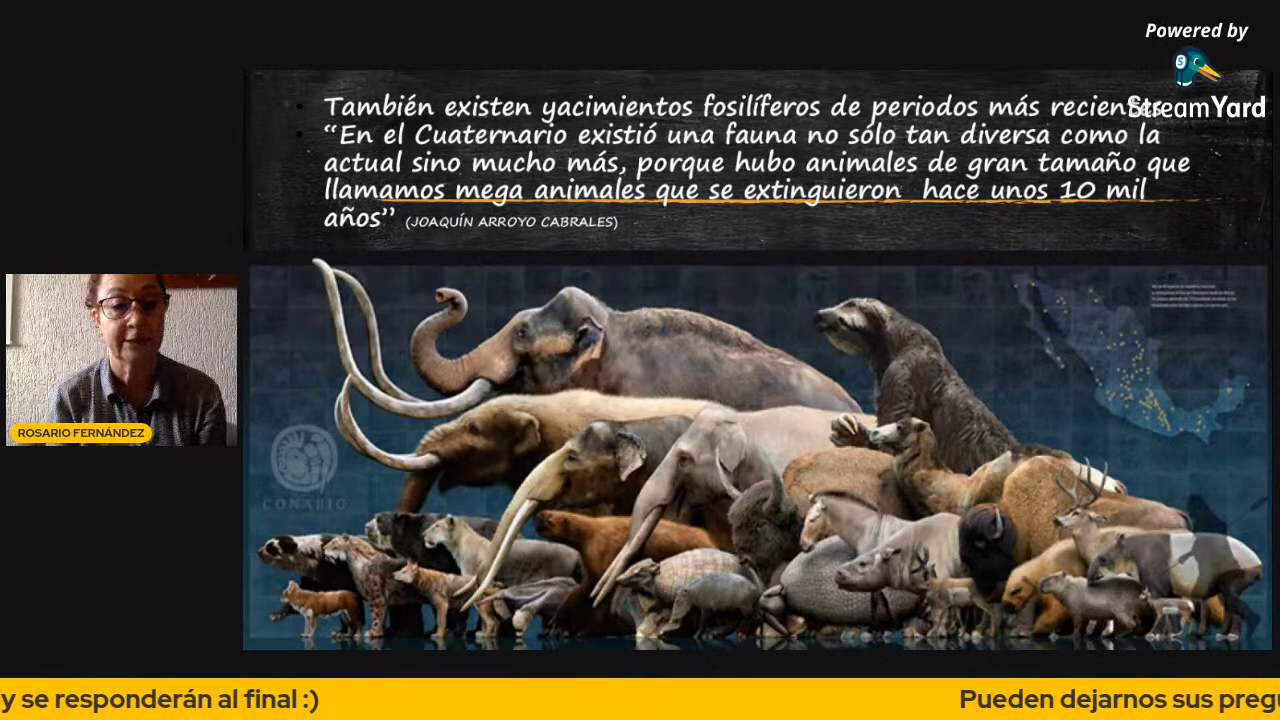 Powered by
StreamYard
También existen yacimientos fosilíferos de periodos más recientes
“En el Cuaternario existió una fauna no sólo tan diversa como la
actual sino mucho más, porque hubo animales de gran tamaño que
llamamos mega animales que se extinguieron hace unos 10 mil
años” (JOAQUÍN ARROYO CABRALES)
CONABIO
ROSARIO FERNÁNDEZ
y se responderán al final :)
Pueden dejarnos sus preg